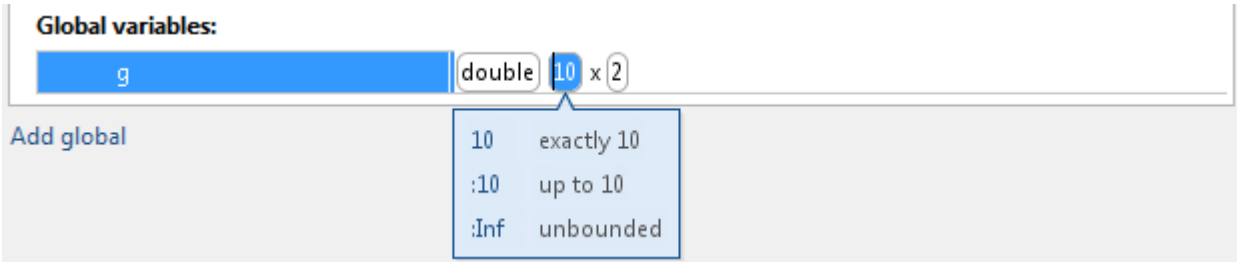 Global variables:
g double 10 x 2
Add global
10 exactly 10
:10 up to 10
:Inf unbounded